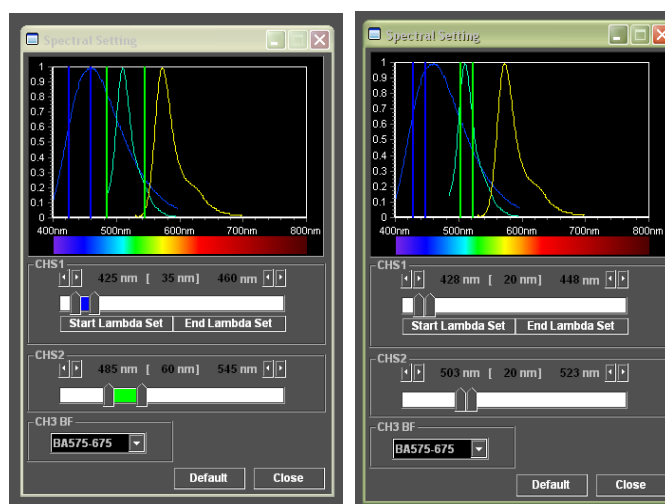 Spectral Setting
1
0.9
0.8
0.7
0.6
0.5
0.4
0.3
0.2
0.1
0
400nm 500nm 600nm 700nm 800nm
CHS1
425 nm [ 35 nm ] 460 nm
Start Lambda Set End Lambda Set
CHS2
485 nm [ 60 nm ] 545 nm
CH3 BF
BA575-675
Default Close
Spectral Setting
1
0.9
0.8
0.7
0.6
0.5
0.4
0.3
0.2
0.1
0
400nm 500nm 600nm 700nm 800nm
CHS1
428 nm [ 20 nm ] 448 nm
Start Lambda Set End Lambda Set
CHS2
503 nm [ 20 nm ] 523 nm
CH3 BF
BA575-675
Default Close